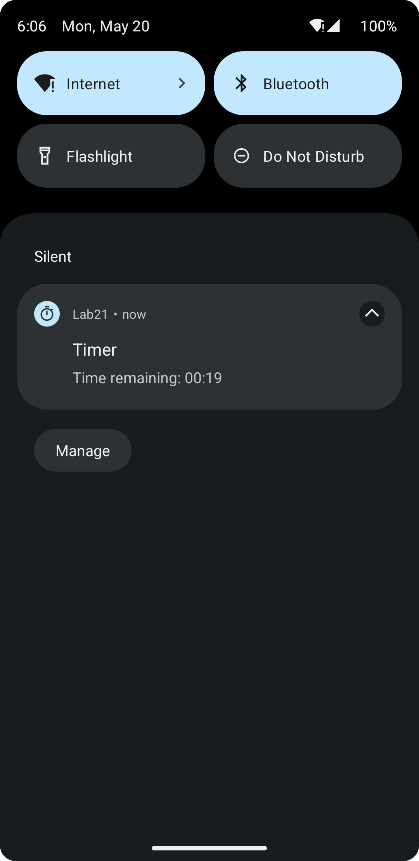 6:06 Mon, May 20 100%
Internet Bluetooth
Flashlight Do Not Disturb
Silent
Lab21 • now
Timer
Time remaining: 00:19
Manage